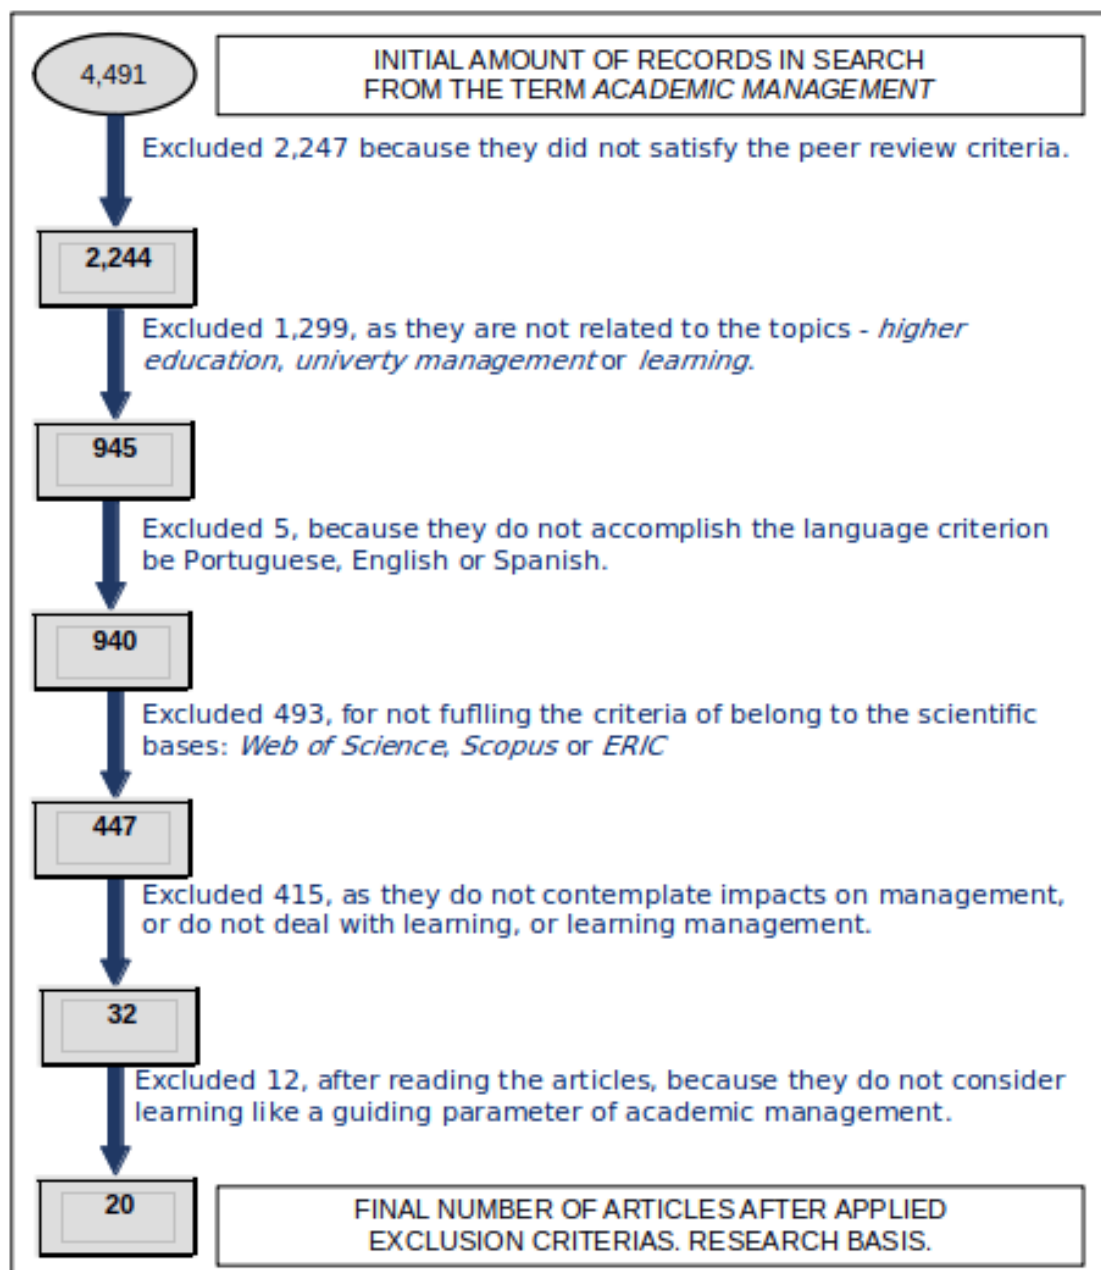 4,491
INITIAL AMOUNT OF RECORDS IN SEARCH
FROM THE TERM ACADEMIC MANAGEMENT
Excluded 2,247 because they did not satisfy the peer review criteria.
2,244
Excluded 1,299, as they are not related to the topics - higher
education, univerty management or learning.
945
Excluded 5, because they do not accomplish the language criterion
be Portuguese, English or Spanish.
940
Excluded 493, for not fuflling the criteria of belong to the scientific
bases: Web of Science, Scopus or ERIC
447
Excluded 415, as they do not contemplate impacts on management,
or do not deal with learning, or learning management.
32
Excluded 12, after reading the articles, because they do not consider
learning like a guiding parameter of academic management.
20
FINAL NUMBER OF ARTICLES AFTER APPLIED
EXCLUSION CRITERIAS. RESEARCH BASIS.